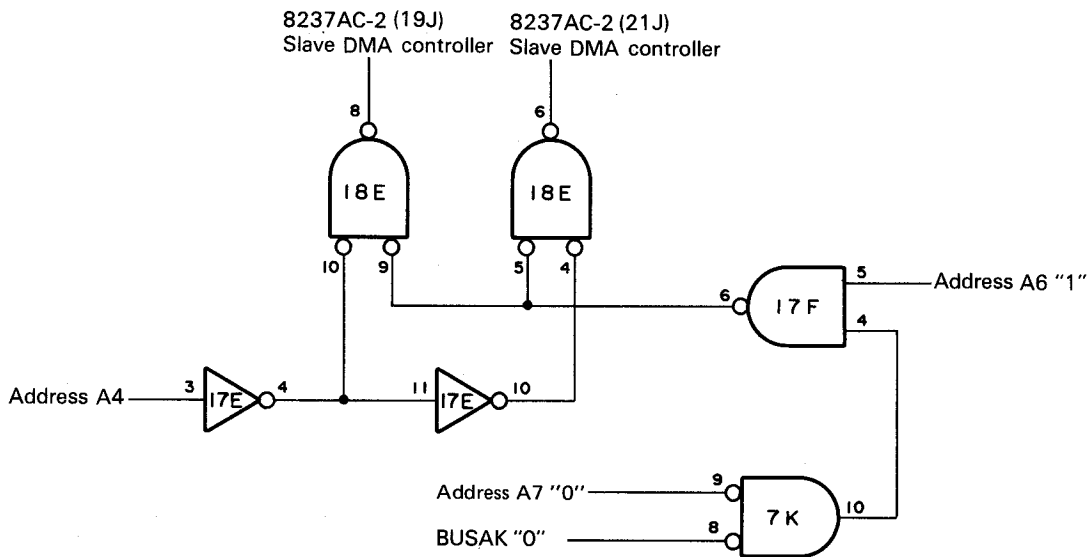 8237AC-2 (19J)
Slave DMA controller
8237AC-2 (21J)
Slave DMA controller
8
6
18E
18E
10
9
5
4
6
17F
5
Address A6 "1"
4
Address A4
3
17E
4
11
17E
10
Address A7 "0"
9
7K
10
BUSAK "0"
8